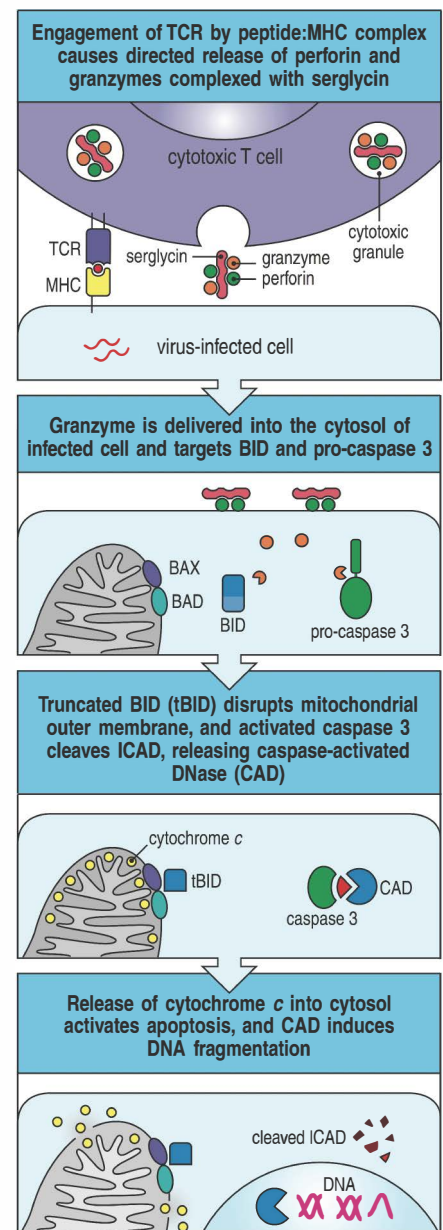 Engagement of TCR by peptide:MHC complex
causes directed release of perforin and
granzymes complexed with serglycin
cytotoxic T cell
cytotoxic
granule
TCR
MHC
serglycin
granzyme
perforin
virus-infected cell
Granzyme is delivered into the cytosol of
infected cell and targets BID and pro-caspase 3
BAX
BAD
BID
pro-caspase 3
Truncated BID (tBID) disrupts mitochondrial
outer membrane, and activated caspase 3
cleaves ICAD, releasing caspase-activated
DNase (CAD)
cytochrome c
tBID
CAD
caspase 3
Release of cytochrome c into cytosol
activates apoptosis, and CAD induces
DNA fragmentation
cleaved ICAD
DNA